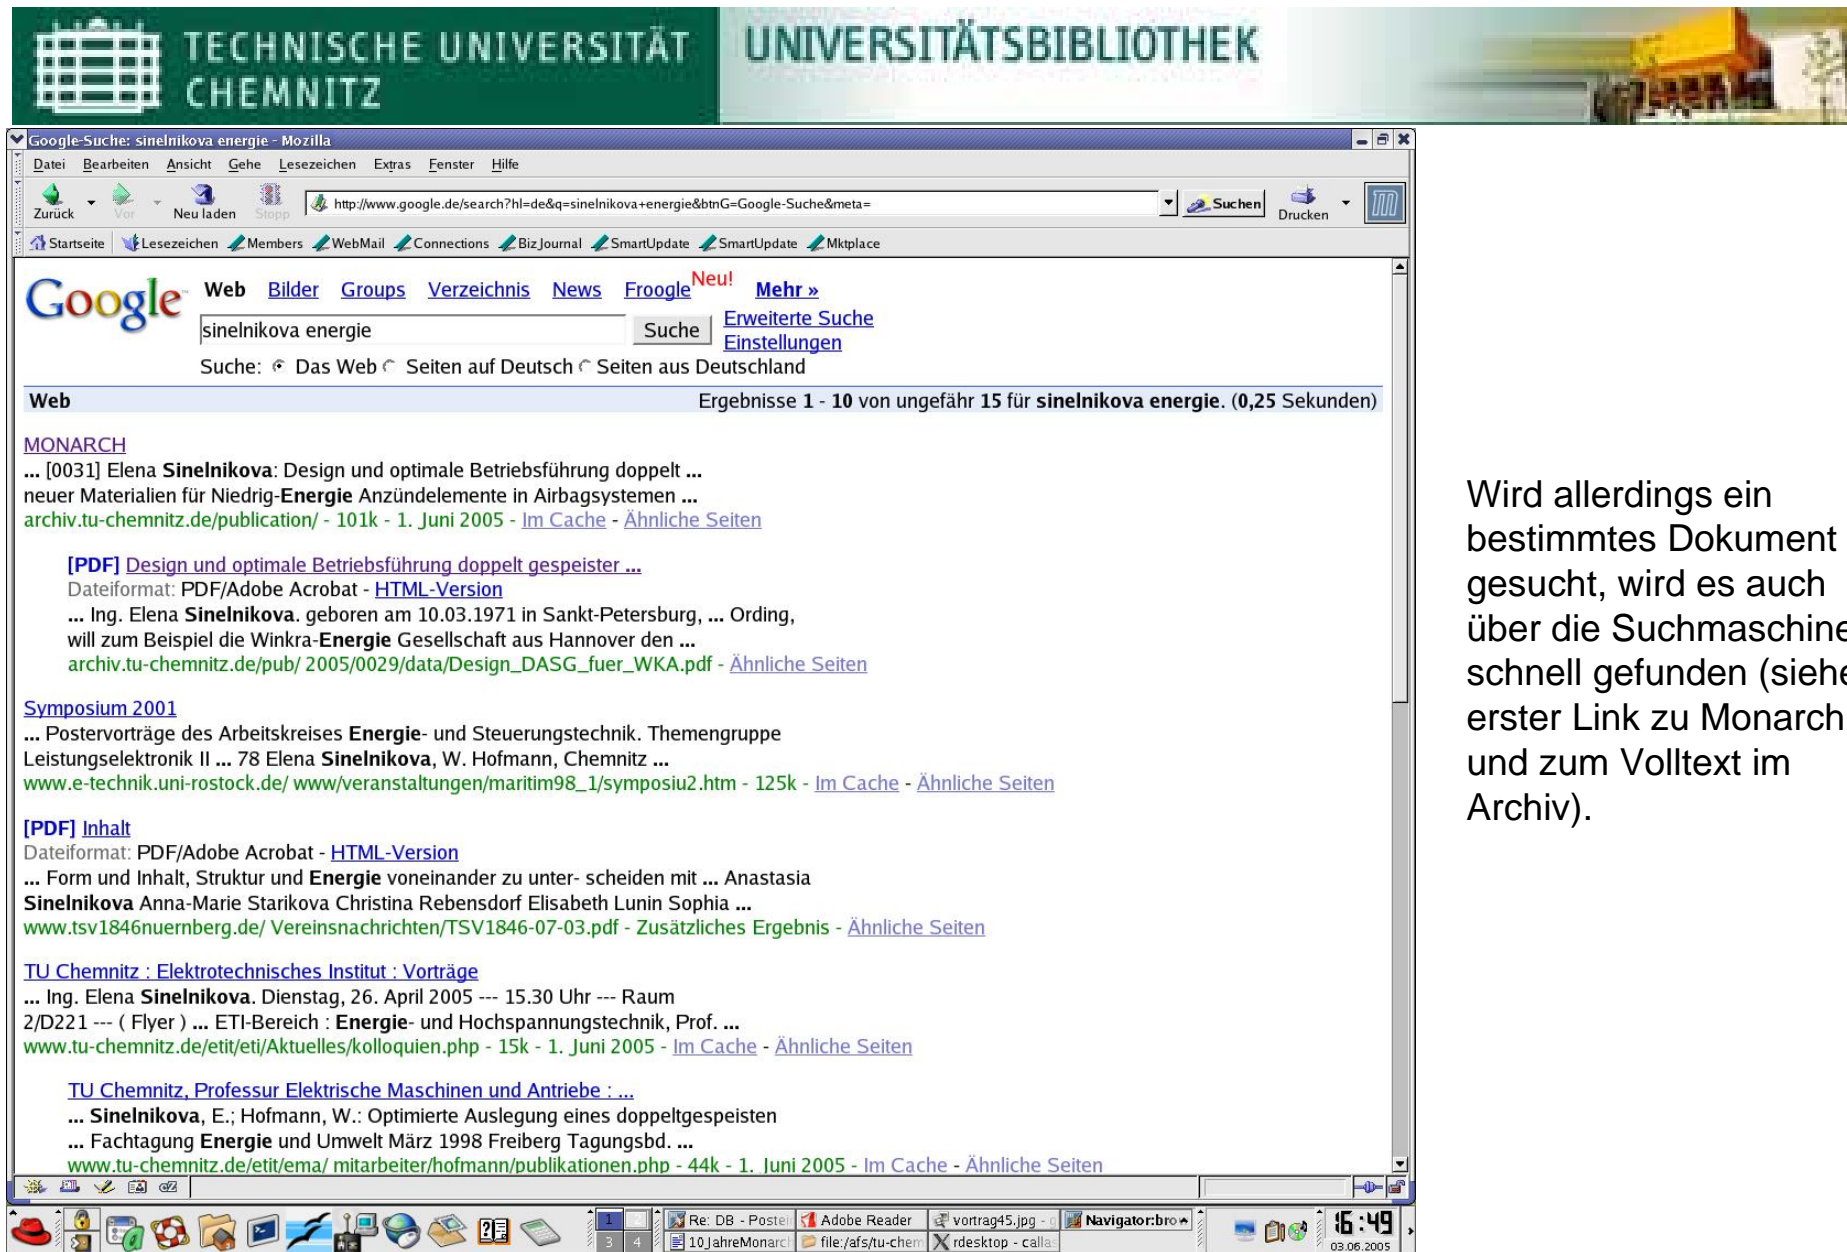 TECHNISCHE UNIVERSITÄT
CHEMNITZ
UNIVERSITÄTSBIBLIOTHEK
Google-Suche: sinelnikova energie - Mozilla
Datei Bearbeiten Ansicht Gehe Lesezeichen Extras Fenster Hilfe
Zurück Vor Neu laden Stopp http://www.google.de/search?hl=de&q=sinelnikova+energie&btnG=Google-Suche&meta= Suchen Drucken
Startseite Lesezeichen Members WebMail Connections BizJournal SmartUpdate SmartUpdate Mktplace
Google Web Bilder Groups Verzeichnis News Froogle Neu! Mehr »
sinelnikova energie Suche Erweiterte Suche
Einstellungen
Suche: Das Web Seiten auf Deutsch Seiten aus Deutschland
Web Ergebnisse 1 - 10 von ungefähr 15 für sinelnikova energie. (0,25 Sekunden)
MONARCH
... [0031] Elena Sinelnikova: Design und optimale Betriebsführung doppelt ...
neuer Materialien für Niedrig-Energie Anzündelemente in Airbagsystemen ...
archiv.tu-chemnitz.de/publication/ - 101k - 1. Juni 2005 - Im Cache - Ähnliche Seiten
[PDF] Design und optimale Betriebsführung doppelt gespeister ...
Dateiformat: PDF/Adobe Acrobat - HTML-Version
... Ing. Elena Sinelnikova. geboren am 10.03.1971 in Sankt-Petersburg, ... Ording,
will zum Beispiel die Winkra-Energie Gesellschaft aus Hannover den ...
archiv.tu-chemnitz.de/pub/ 2005/0029/data/Design_DASG_fuer_WKA.pdf - Ähnliche Seiten
Symposium 2001
... Postervorträge des Arbeitskreises Energie- und Steuerungstechnik. Themengruppe
Leistungselektronik II ... 78 Elena Sinelnikova, W. Hofmann, Chemnitz ...
www.e-technik.uni-rostock.de/ www/veranstaltungen/maritim98_1/symposiu2.htm - 125k - Im Cache - Ähnliche Seiten
[PDF] Inhalt
Dateiformat: PDF/Adobe Acrobat - HTML-Version
... Form und Inhalt, Struktur und Energie voneinander zu unter- scheiden mit ... Anastasia
Sinelnikova Anna-Marie Starikova Christina Rebensdorf Elisabeth Lunin Sophia ...
www.tsv1846nuernberg.de/ Vereinsnachrichten/TSV1846-07-03.pdf - Zusätzliches Ergebnis - Ähnliche Seiten
TU Chemnitz : Elektrotechnisches Institut : Vorträge
... Ing. Elena Sinelnikova. Dienstag, 26. April 2005 --- 15.30 Uhr --- Raum
2/D221 --- ( Flyer ) ... ETI-Bereich : Energie- und Hochspannungstechnik, Prof. ...
www.tu-chemnitz.de/etit/eti/Aktuelles/kolloquien.php - 15k - 1. Juni 2005 - Im Cache - Ähnliche Seiten
TU Chemnitz, Professur Elektrische Maschinen und Antriebe : ...
... Sinelnikova, E.; Hofmann, W.: Optimierte Auslegung eines doppeltgespeisten
... Fachtagung Energie und Umwelt März 1998 Freiberg Tagungsbd. ...
www.tu-chemnitz.de/etit/ema/ mitarbeiter/hofmann/publikationen.php - 44k - 1. Juni 2005 - Im Cache - Ähnliche Seiten
1 2 Re: DB - Postei Adobe Reader vortrag45.jpg - g Navigator:brow 16:49
3 4 10JahreMonarch file:/afs/tu-chem rdesktop - callas 03.06.2005
Wird allerdings ein
bestimmtes Dokument
gesucht, wird es auch
über die Suchmaschine
schnell gefunden (siehe
erster Link zu Monarch
und zum Volltext im
Archiv).